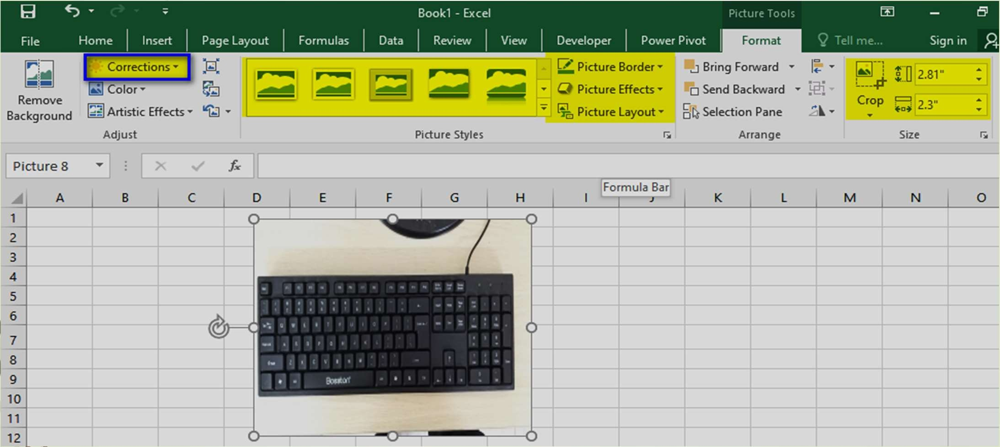 Book1 - Excel
Picture Tools
File Home Insert Page Layout Formulas Data Review View Developer Power Pivot Format Tell me... Sign in
Remove
Background
Corrections
Color
Artistic Effects
Adjust
Picture Border
Picture Effects
Picture Layout
Picture Styles
Bring Forward
Send Backward
Selection Pane
Arrange
Crop
2.81"
2.3"
Size
Picture 8
fx
Formula Bar
A B C D E F G H I J K L M N O
1
2
3
4
5
6
7
8
9
10
11
12
Bosston